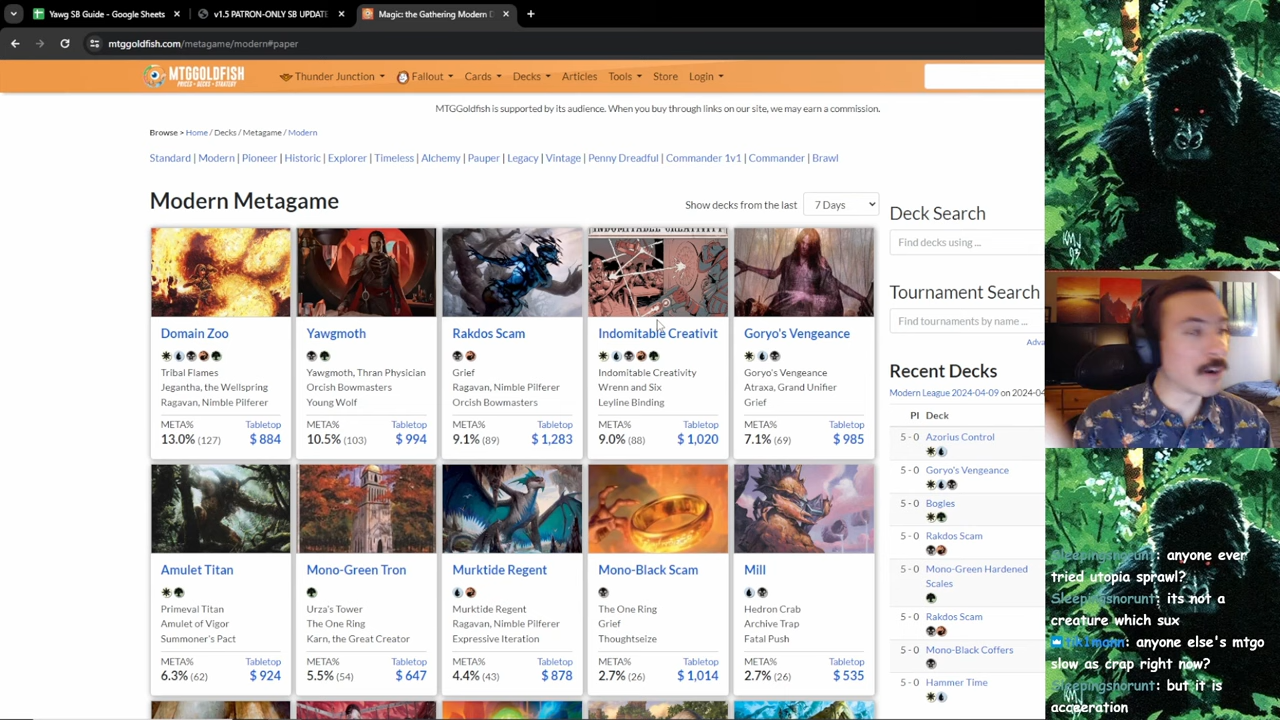 Yawg SB Guide - Google Sheets
v1.5 PATRON-ONLY SB UPDATE
Magic: the Gathering Modern D
mtggoldfish.com/metagame/modern#paper
MTGGOLDFISH
PRICES • DECKS • STRATEGY
Thunder Junction
Fallout
Cards
Decks
Articles
Tools
Store
Login
MTGGoldfish is supported by its audience. When you buy through links on our site, we may earn a commission.
Browse > Home / Decks / Metagame / Modern
Standard | Modern | Pioneer | Historic | Explorer | Timeless | Alchemy | Pauper | Legacy | Vintage | Penny Dreadful | Commander 1v1 | Commander | Brawl
Modern Metagame
Show decks from the last
7 Days
INDOMITABLE CREATIVITY
Domain Zoo
Tribal Flames
Jegantha, the Wellspring
Ragavan, Nimble Pilferer
META%
Tabletop
13.0% (127)
$ 884
Yawgmoth
Yawgmoth, Thran Physician
Orcish Bowmasters
Young Wolf
META%
Tabletop
10.5% (103)
$ 994
Rakdos Scam
Grief
Ragavan, Nimble Pilferer
Orcish Bowmasters
META%
Tabletop
9.1% (89)
$ 1,283
Indomitable Creativit
Indomitable Creativity
Wrenn and Six
Leyline Binding
META%
Tabletop
9.0% (88)
$ 1,020
Goryo's Vengeance
Goryo's Vengeance
Atraxa, Grand Unifier
Grief
META%
Tabletop
7.1% (69)
$ 985
Amulet Titan
Primeval Titan
Amulet of Vigor
Summoner's Pact
META%
Tabletop
6.3% (62)
$ 924
Mono-Green Tron
Urza's Tower
The One Ring
Karn, the Great Creator
META%
Tabletop
5.5% (54)
$ 647
Murktide Regent
Murktide Regent
Ragavan, Nimble Pilferer
Expressive Iteration
META%
Tabletop
4.4% (43)
$ 878
Mono-Black Scam
The One Ring
Grief
Thoughtseize
META%
Tabletop
2.7% (26)
$ 1,014
Mill
Hedron Crab
Archive Trap
Fatal Push
META%
Tabletop
2.7% (26)
$ 535
Deck Search
Find decks using ...
Tournament Search
Find tournaments by name ...
Adva
Recent Decks
Modern League 2024-04-09 on 2024-04
Pl Deck
5 - 0 Azorius Control
5 - 0 Goryo's Vengeance
5 - 0 Bogles
5 - 0 Rakdos Scam
5 - 0 Mono-Green Hardened
Scales
5 - 0 Rakdos Scam
5 - 0 Mono-Black Coffers
5 - 0 Hammer Time
Sleepingsnorunt: anyone ever
tried utopia sprawl?
Sleepingsnorunt: its not a
creature which sux
anyone else's mtgo
slow as crap right now?
Sleepingsnorunt: but it is
acceeration